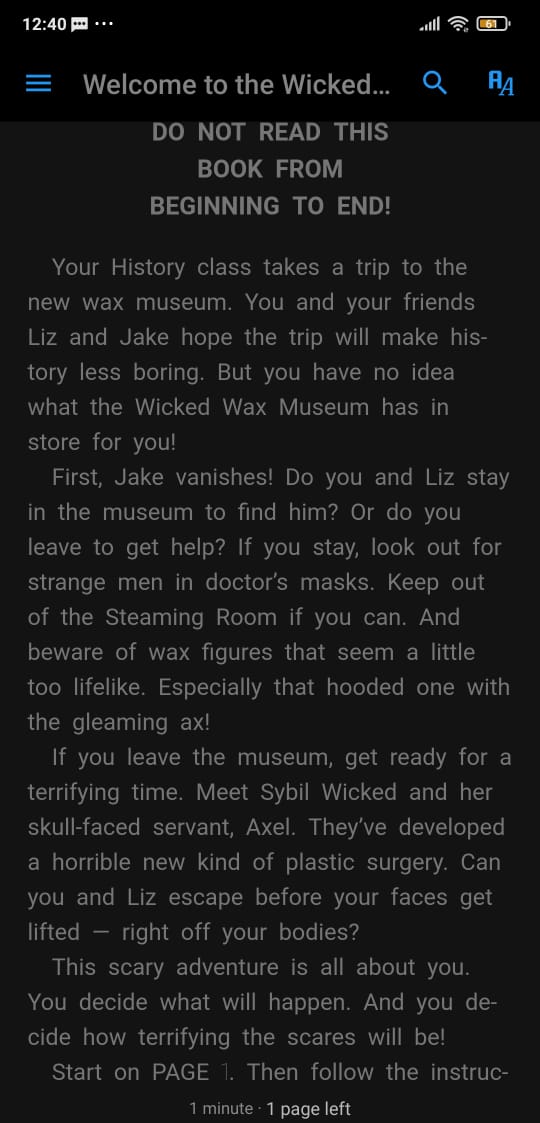 12:40
61
Welcome to the Wicked...
DO NOT READ THIS
BOOK FROM
BEGINNING TO END!
Your History class takes a trip to the
new wax museum. You and your friends
Liz and Jake hope the trip will make his-
tory less boring. But you have no idea
what the Wicked Wax Museum has in
store for you!
First, Jake vanishes! Do you and Liz stay
in the museum to find him? Or do you
leave to get help? If you stay, look out for
strange men in doctor’s masks. Keep out
of the Steaming Room if you can. And
beware of wax figures that seem a little
too lifelike. Especially that hooded one with
the gleaming ax!
If you leave the museum, get ready for a
terrifying time. Meet Sybil Wicked and her
skull-faced servant, Axel. They’ve developed
a horrible new kind of plastic surgery. Can
you and Liz escape before your faces get
lifted — right off your bodies?
This scary adventure is all about you.
You decide what will happen. And you de-
cide how terrifying the scares will be!
Start on PAGE 1. Then follow the instruc-
1 minute · 1 page left